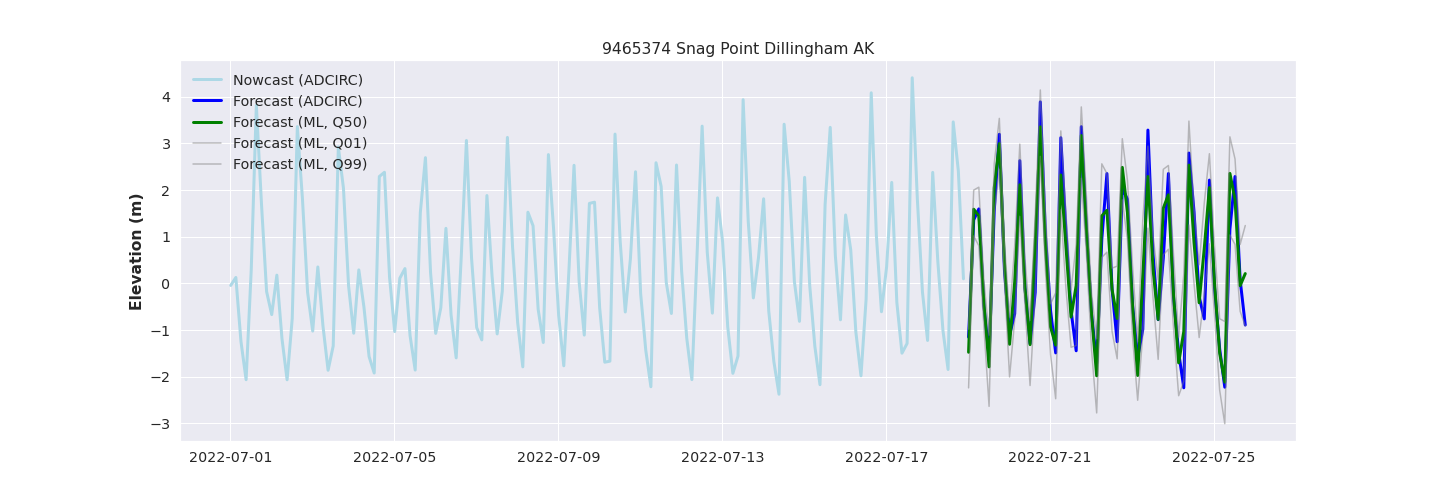 9465374 Snag Point Dillingham AK
Nowcast (ADCIRC)
Forecast (ADCIRC)
Forecast (ML, Q50)
Forecast (ML, Q01)
Forecast (ML, Q99)
Elevation (m)
4
3
2
1
0
−1
−2
−3
2022-07-01
2022-07-05
2022-07-09
2022-07-13
2022-07-17
2022-07-21
2022-07-25